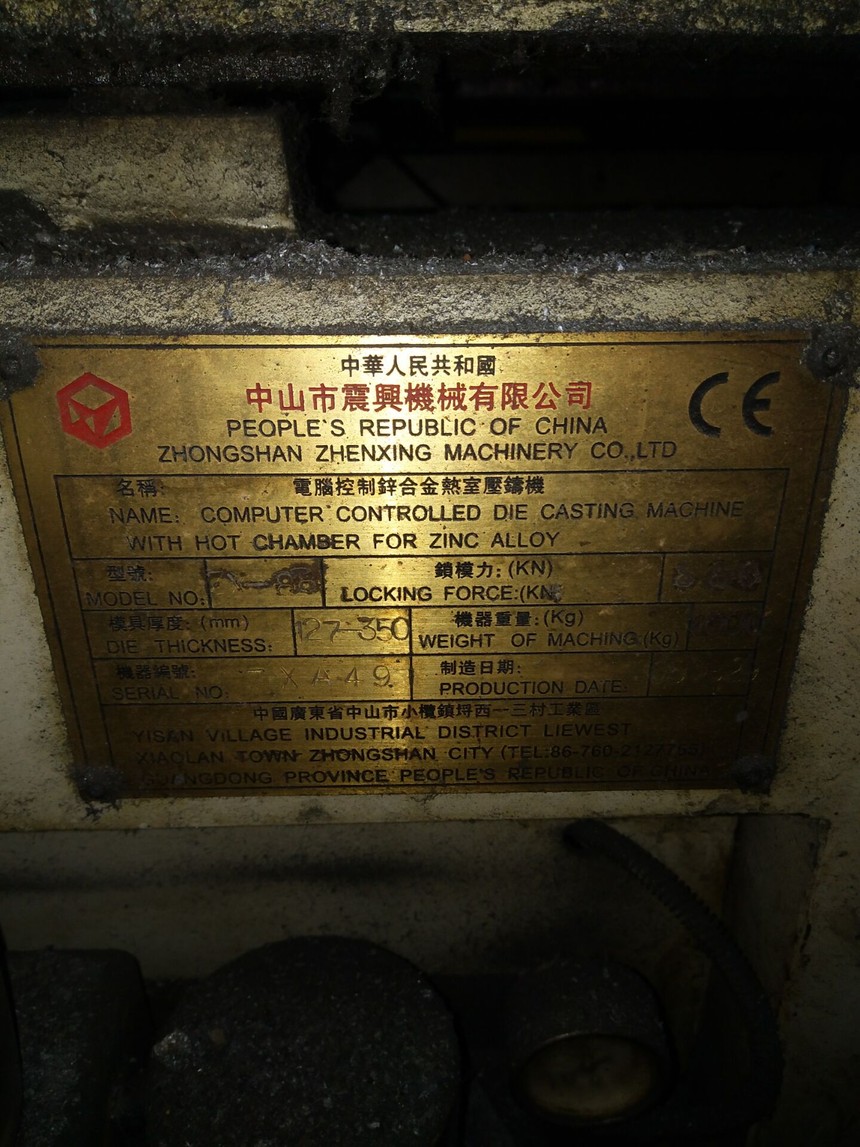 中華人民共和國
中山市震興機械有限公司
CE
PEOPLE'S REPUBLIC OF CHINA
ZHONGSHAN ZHENXING MACHINERY CO.,LTD
名稱: 電腦控制鋅合金熱室壓鑄機
NAME: COMPUTER CONTROLLED DIE CASTING MACHINE
WITH HOT CHAMBER FOR ZINC ALLOY
型號: 鎖模力:(KN)
MODEL NO: LOCKING FORCE:(KN)
模具厚度:(mm) 127-350 機器重量:(Kg)
DIE THICKNESS: WEIGHT OF MACHING(Kg)
機器編號: 制造日期:
SERIAL NO: PRODUCTION DATE:
中國廣東省中山市小欖鎮埒西一三村工業區
YISAN VILLAGE INDUSTRIAL DISTRICT LIEWEST
XIAOLAN TOWN ZHONGSHAN CITY (TEL:86-760-2127755)
GUANGDONG PROVINCE PEOPLE'S REPUBLIC OF CHINA